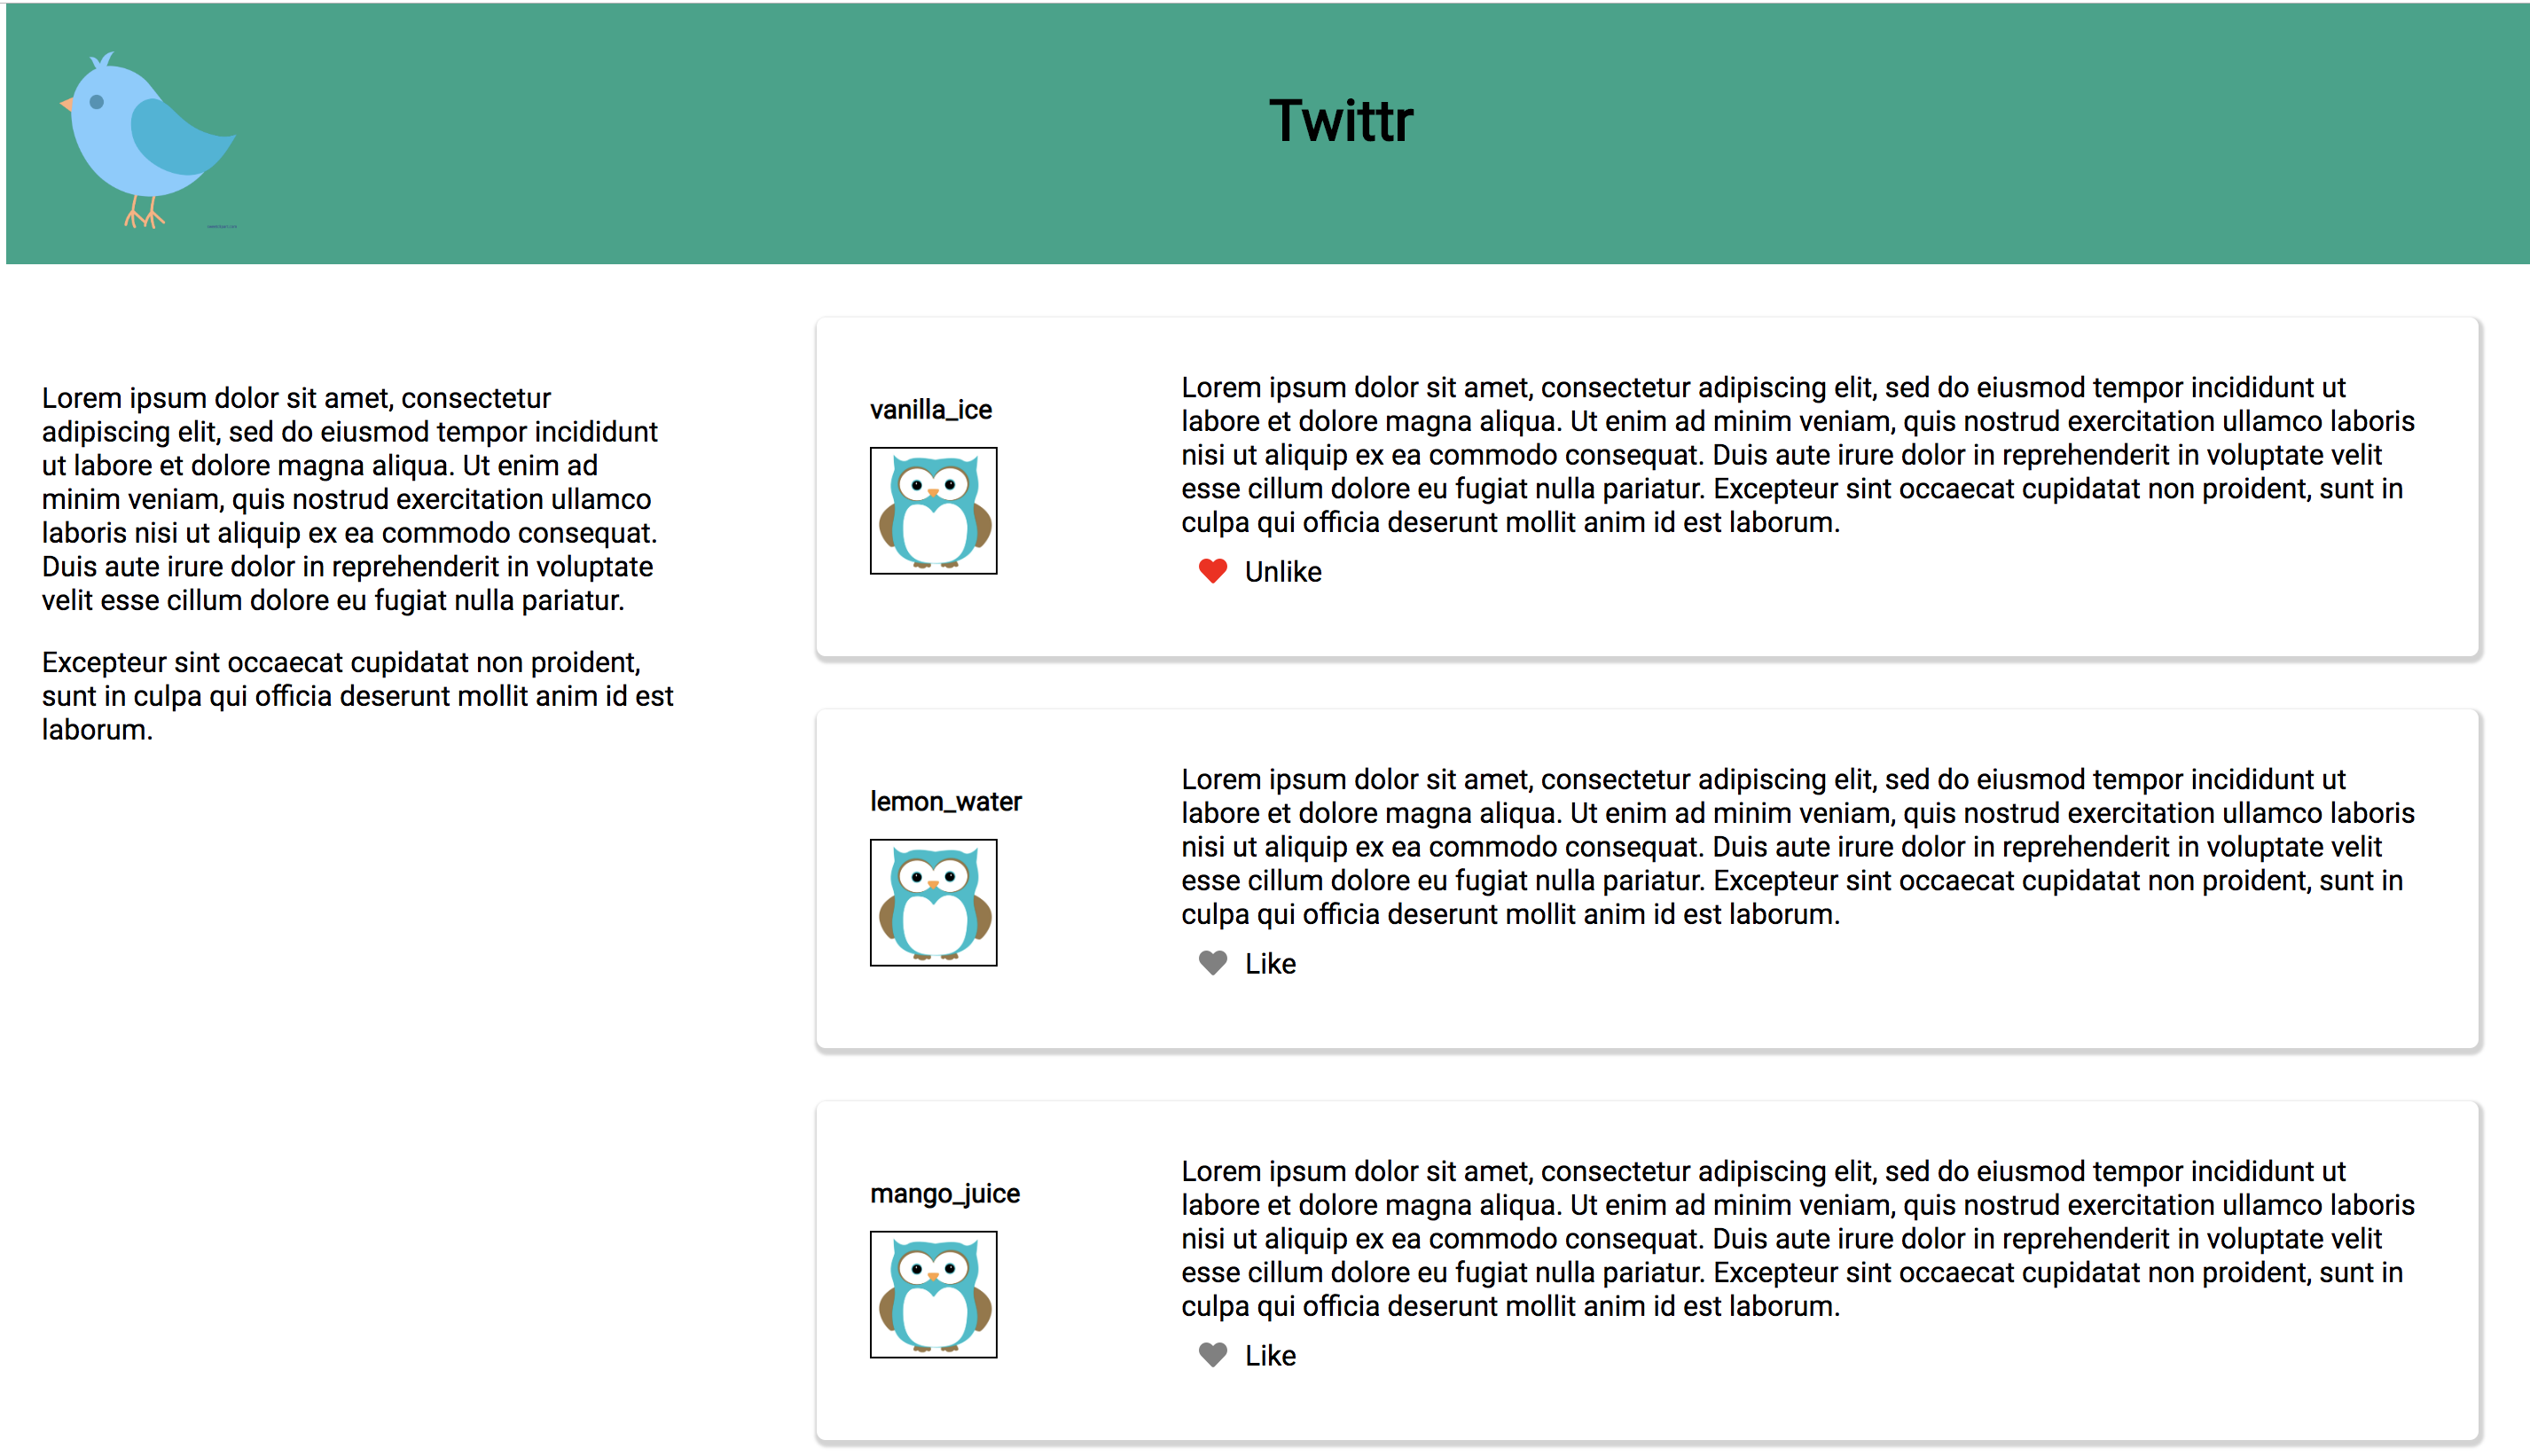 Twittr
Lorem ipsum dolor sit amet, consectetur
adipiscing elit, sed do eiusmod tempor incididunt
ut labore et dolore magna aliqua. Ut enim ad
minim veniam, quis nostrud exercitation ullamco
laboris nisi ut aliquip ex ea commodo consequat.
Duis aute irure dolor in reprehenderit in voluptate
velit esse cillum dolore eu fugiat nulla pariatur.
Excepteur sint occaecat cupidatat non proident,
sunt in culpa qui officia deserunt mollit anim id est
laborum.
vanilla_ice
Lorem ipsum dolor sit amet, consectetur adipiscing elit, sed do eiusmod tempor incididunt ut
labore et dolore magna aliqua. Ut enim ad minim veniam, quis nostrud exercitation ullamco laboris
nisi ut aliquip ex ea commodo consequat. Duis aute irure dolor in reprehenderit in voluptate velit
esse cillum dolore eu fugiat nulla pariatur. Excepteur sint occaecat cupidatat non proident, sunt in
culpa qui officia deserunt mollit anim id est laborum.
Unlike
lemon_water
Lorem ipsum dolor sit amet, consectetur adipiscing elit, sed do eiusmod tempor incididunt ut
labore et dolore magna aliqua. Ut enim ad minim veniam, quis nostrud exercitation ullamco laboris
nisi ut aliquip ex ea commodo consequat. Duis aute irure dolor in reprehenderit in voluptate velit
esse cillum dolore eu fugiat nulla pariatur. Excepteur sint occaecat cupidatat non proident, sunt in
culpa qui officia deserunt mollit anim id est laborum.
Like
mango_juice
Lorem ipsum dolor sit amet, consectetur adipiscing elit, sed do eiusmod tempor incididunt ut
labore et dolore magna aliqua. Ut enim ad minim veniam, quis nostrud exercitation ullamco laboris
nisi ut aliquip ex ea commodo consequat. Duis aute irure dolor in reprehenderit in voluptate velit
esse cillum dolore eu fugiat nulla pariatur. Excepteur sint occaecat cupidatat non proident, sunt in
culpa qui officia deserunt mollit anim id est laborum.
Like